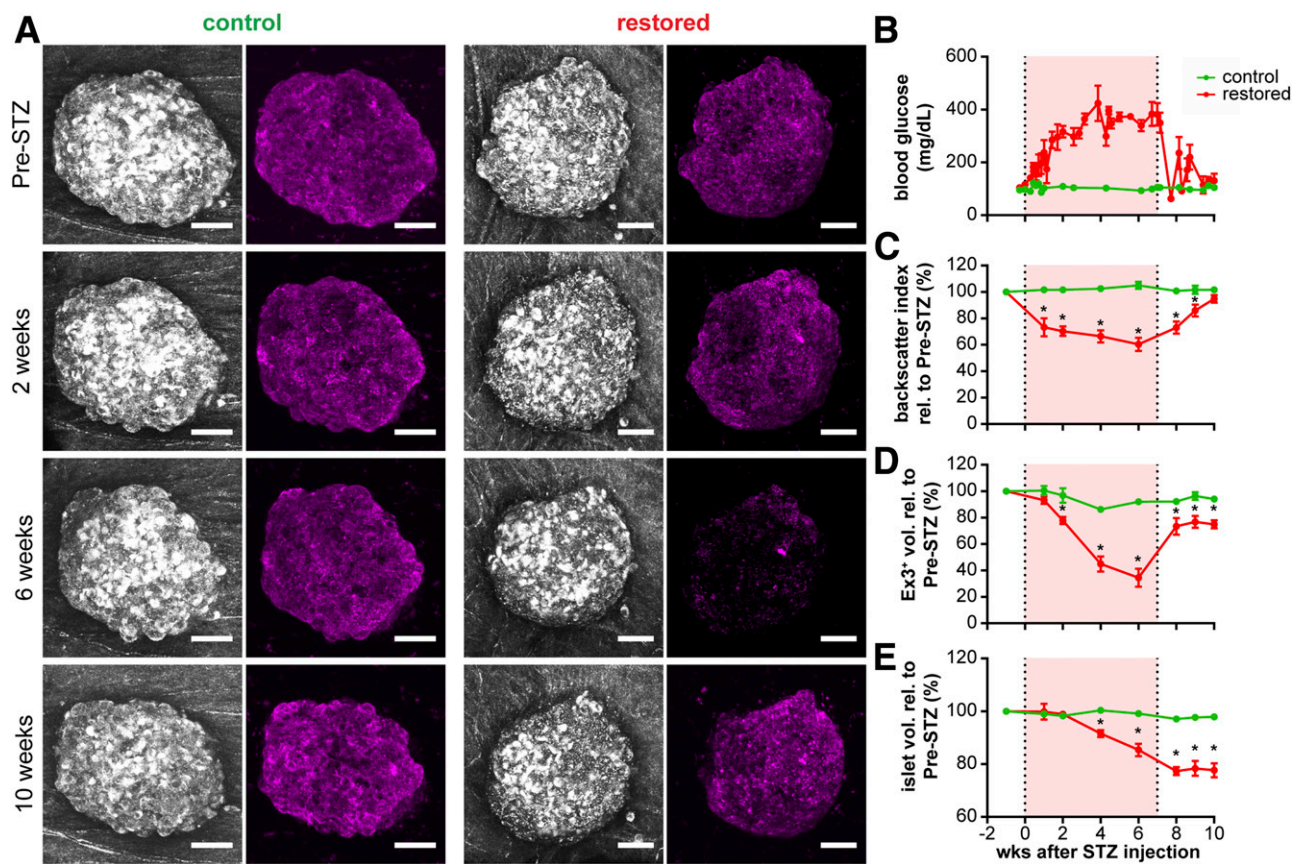 A
control
restored
Pre-STZ
2 weeks
6 weeks
10 weeks
B
600
400
200
0
blood glucose
(mg/dL)
control
restored
C
120
100
80
60
40
20
0
backscatter index
rel. to Pre-STZ (%)
* * * * * *
D
120
100
80
60
40
20
0
Ex3⁺ vol. rel. to
Pre-STZ (%)
* * * * * *
E
120
100
80
60
islet vol. rel. to
Pre-STZ (%)
* * * * *
-2 0 2 4 6 8 10
wks after STZ injection